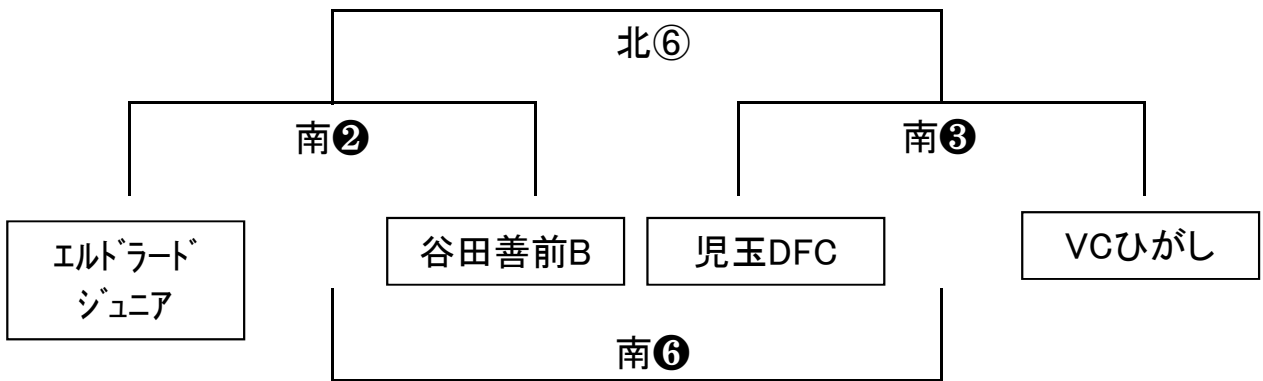 北⑥
南❷
南❸
ｴﾙﾄﾞﾗｰﾄﾞ
ｼﾞｭﾆｱ
谷田善前B
児玉DFC
VCひがし
南❻